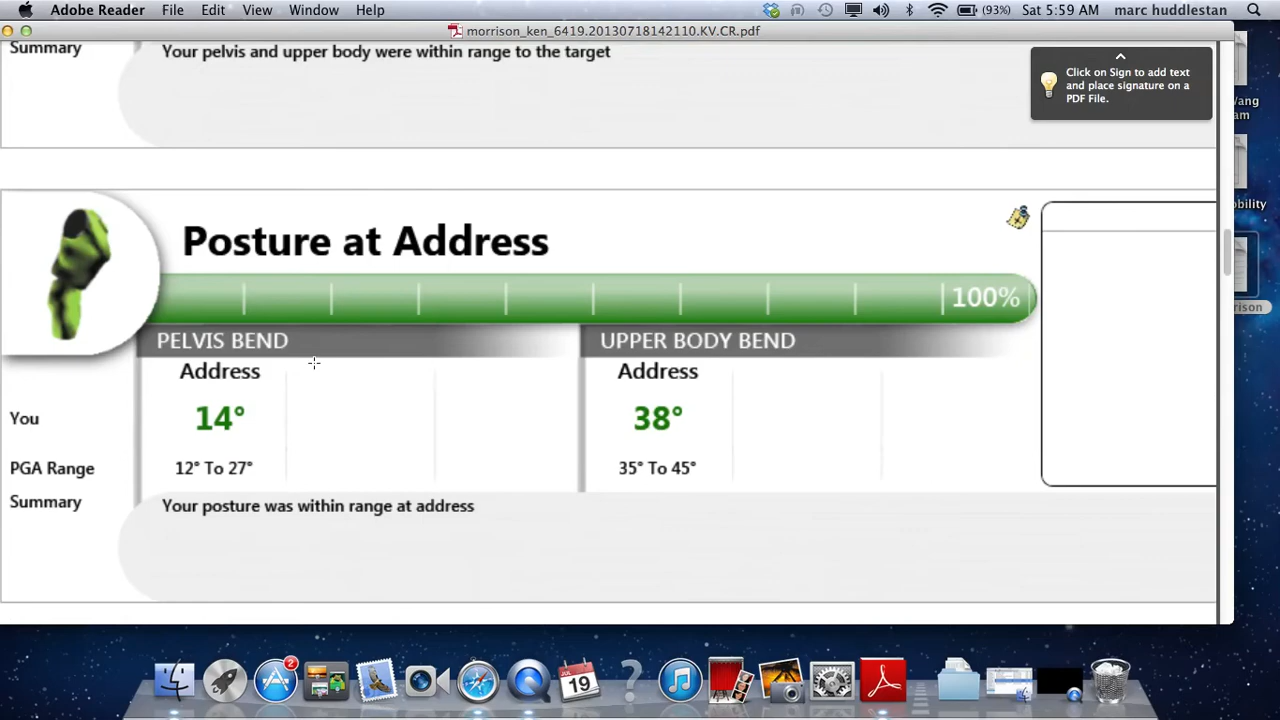 Adobe Reader File Edit View Window Help (93%) Sat 5:59 AM marc huddlestan
morrison_ken_6419.20130718142110.KV.CR.pdf
Summary Your pelvis and upper body were within range to the target
Click on Sign to add text
and place signature on a
PDF File.
Posture at Address
100%
PELVIS BEND UPPER BODY BEND
Address Address
You 14° 38°
PGA Range 12° To 27° 35° To 45°
Summary Your posture was within range at address
2
JUL
19